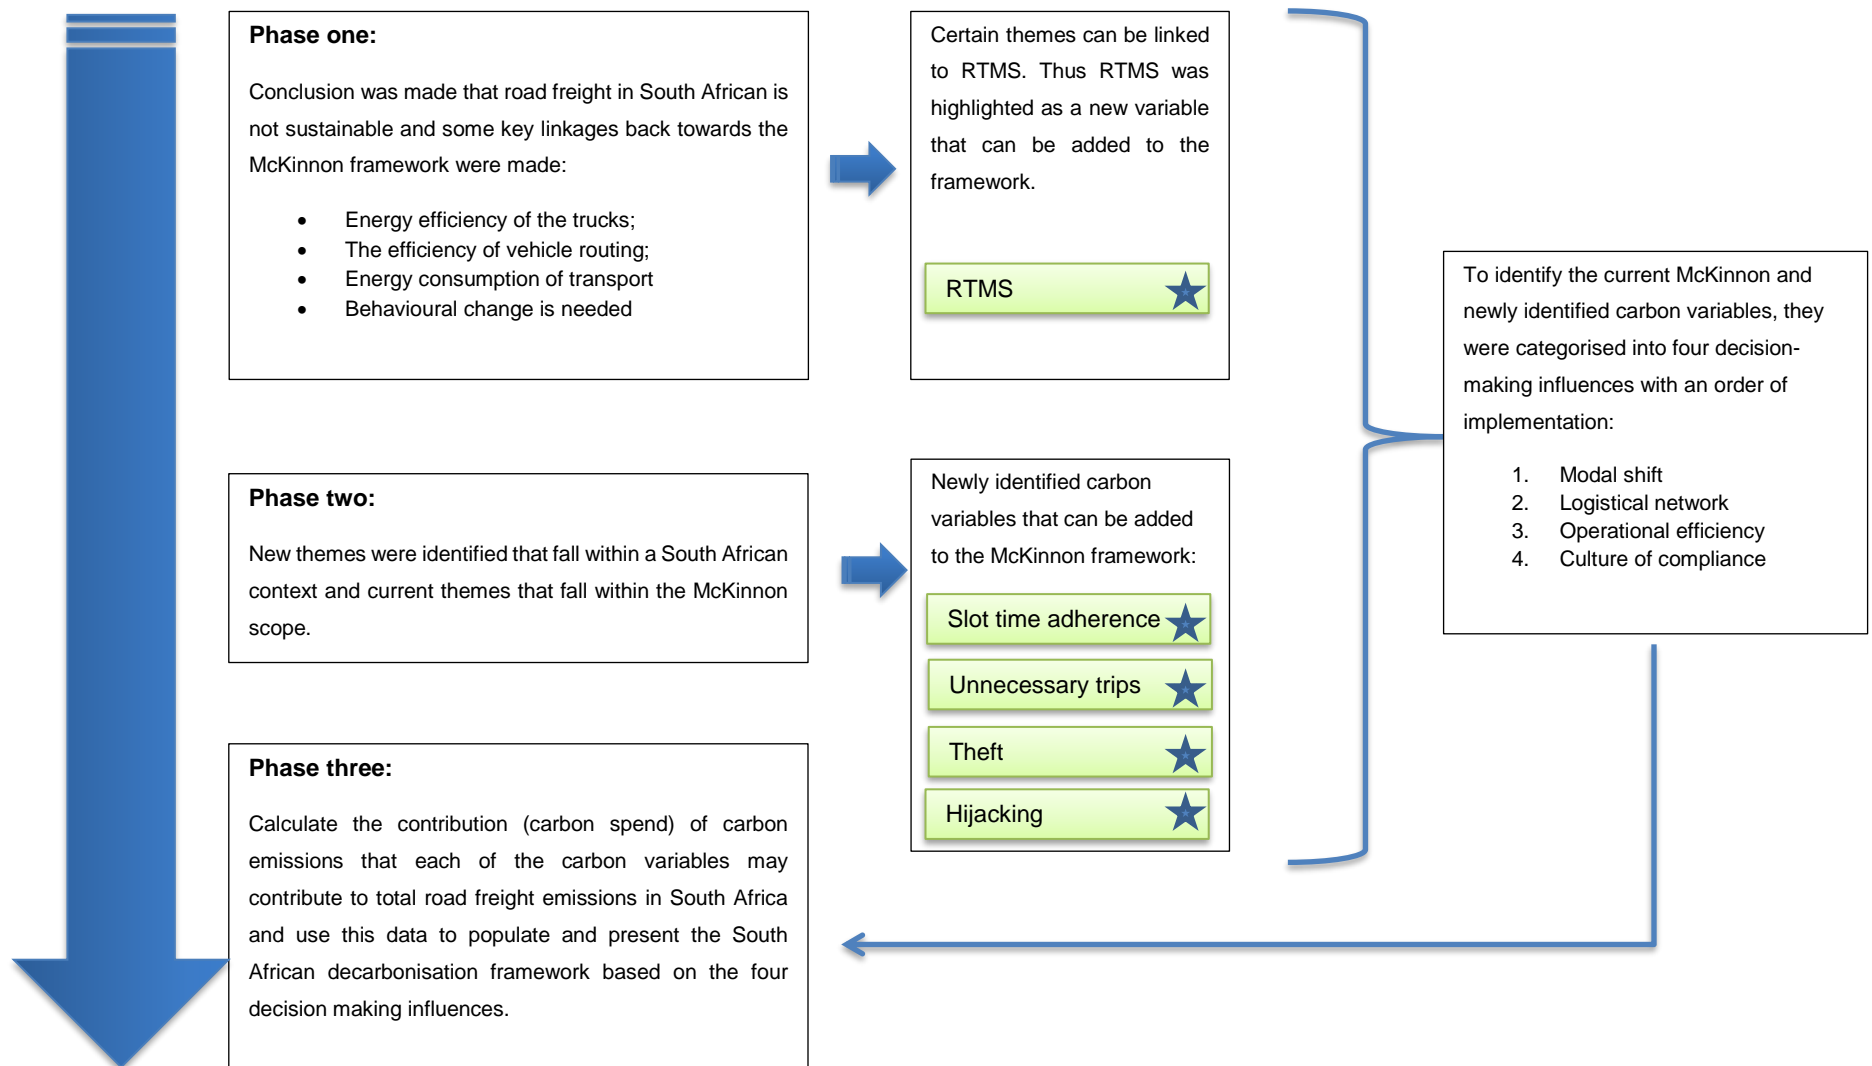 Phase one:
Conclusion was made that road freight in South African is
not sustainable and some key linkages back towards the
McKinnon framework were made:
• Energy efficiency of the trucks;
• The efficiency of vehicle routing;
• Energy consumption of transport
• Behavioural change is needed
Certain themes can be linked
to RTMS. Thus RTMS was
highlighted as a new variable
that can be added to the
framework.
RTMS
Phase two:
New themes were identified that fall within a South African
context and current themes that fall within the McKinnon
scope.
Newly identified carbon
variables that can be added
to the McKinnon framework:
Slot time adherence
Unnecessary trips
Theft
Hijacking
To identify the current McKinnon and
newly identified carbon variables, they
were categorised into four decision-
making influences with an order of
implementation:
1. Modal shift
2. Logistical network
3. Operational efficiency
4. Culture of compliance
Phase three:
Calculate the contribution (carbon spend) of carbon
emissions that each of the carbon variables may
contribute to total road freight emissions in South Africa
and use this data to populate and present the South
African decarbonisation framework based on the four
decision making influences.